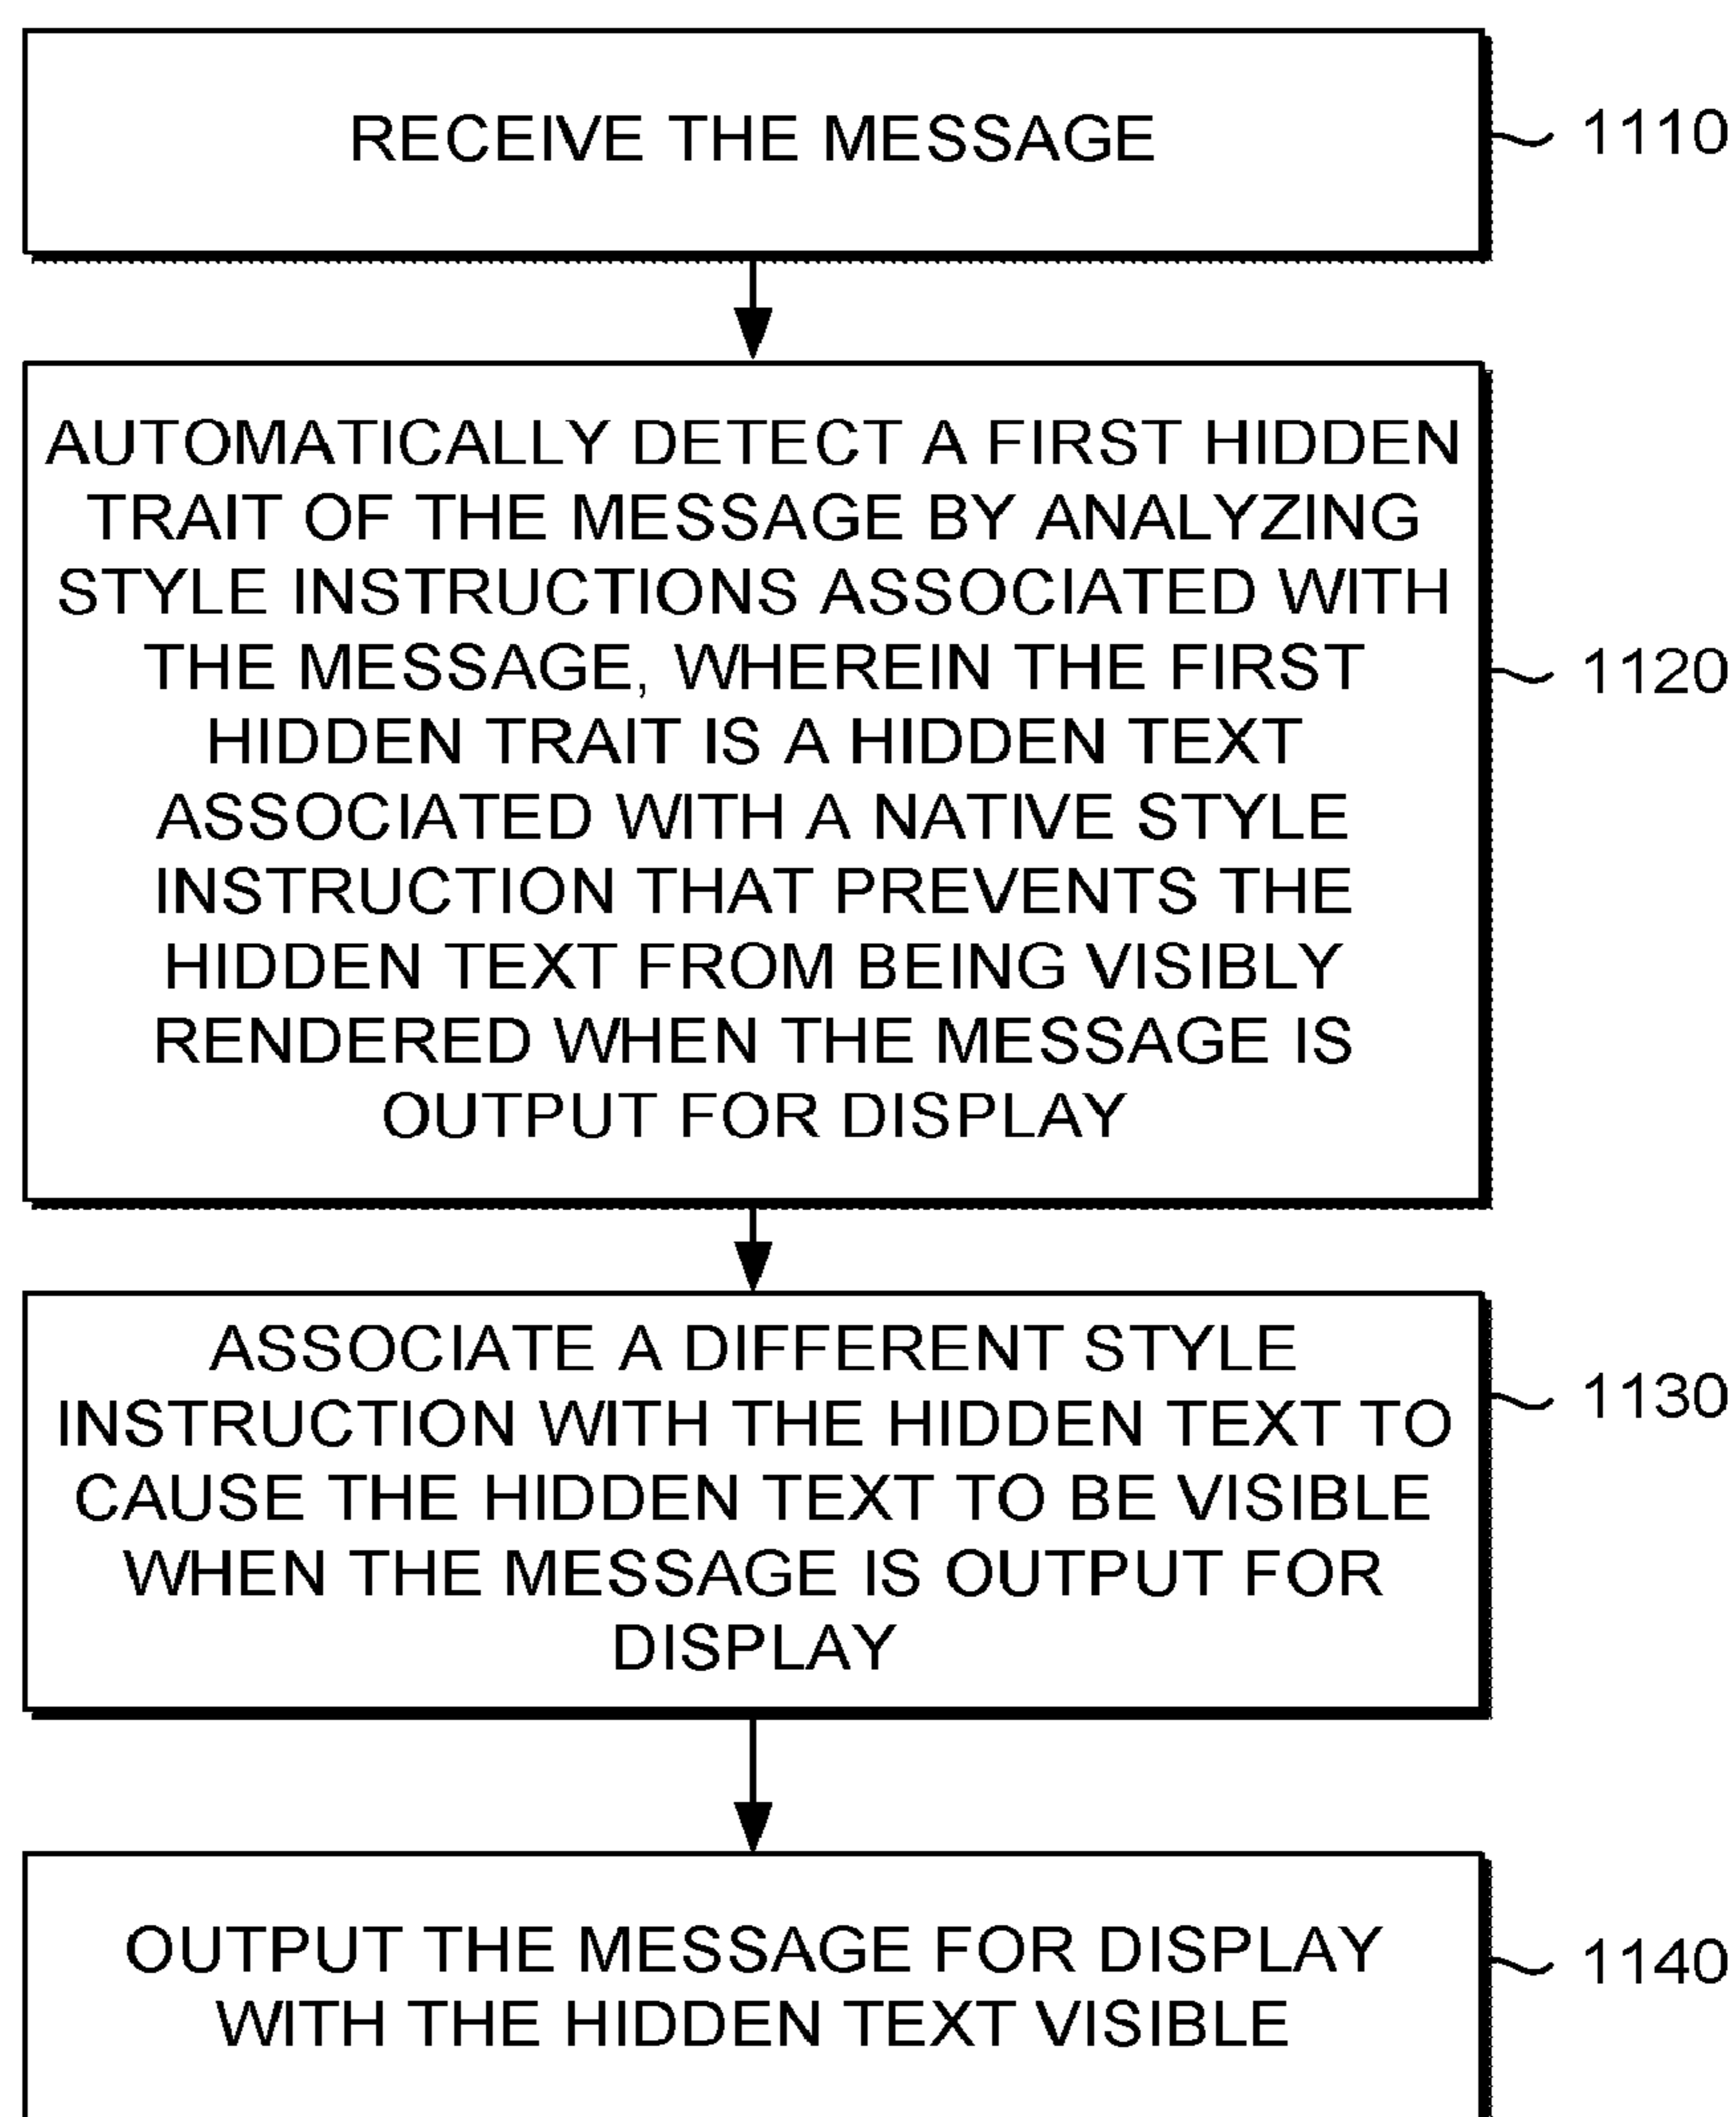 RECEIVE THE MESSAGE
1110
AUTOMATICALLY DETECT A FIRST HIDDEN
TRAIT OF THE MESSAGE BY ANALYZING
STYLE INSTRUCTIONS ASSOCIATED WITH
THE MESSAGE, WHEREIN THE FIRST
HIDDEN TRAIT IS A HIDDEN TEXT
ASSOCIATED WITH A NATIVE STYLE
INSTRUCTION THAT PREVENTS THE
HIDDEN TEXT FROM BEING VISIBLY
RENDERED WHEN THE MESSAGE IS
OUTPUT FOR DISPLAY
1120
ASSOCIATE A DIFFERENT STYLE
INSTRUCTION WITH THE HIDDEN TEXT TO
CAUSE THE HIDDEN TEXT TO BE VISIBLE
WHEN THE MESSAGE IS OUTPUT FOR
DISPLAY
1130
OUTPUT THE MESSAGE FOR DISPLAY
WITH THE HIDDEN TEXT VISIBLE
1140